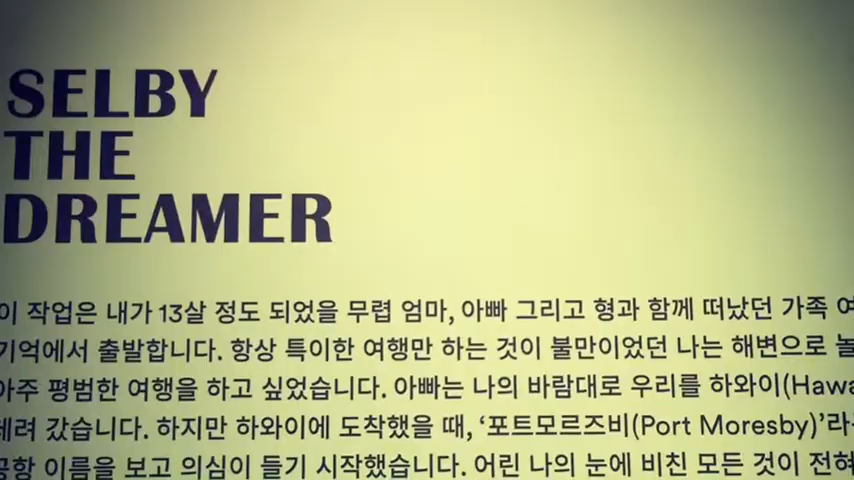 SELBY
THE
DREAMER
이 작업은 내가 13살 정도 되었을 무렵 엄마, 아빠 그리고 형과 함께 떠났던 가족
기억에서 출발합니다. 항상 특이한 여행만 하는 것이 불만이었던 나는 해변으로
아주 평범한 여행을 하고 싶었습니다. 아빠는 나의 바람대로 우리를 하와이(Hawa
데려 갔습니다. 하지만 하와이에 도착했을 때, ‘포트모르즈비(Port Moresby)’라
공항 이름을 보고 의심이 들기 시작했습니다. 어린 나의 눈에 비친 모든 것이 전혀